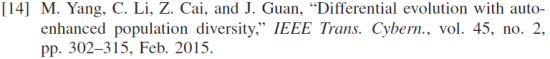 [14] M. Yang, C. Li, Z. Cai, and J. Guan, “Differential evolution with auto-
enhanced population diversity,” IEEE Trans. Cybern., vol. 45, no. 2,
pp. 302–315, Feb. 2015.